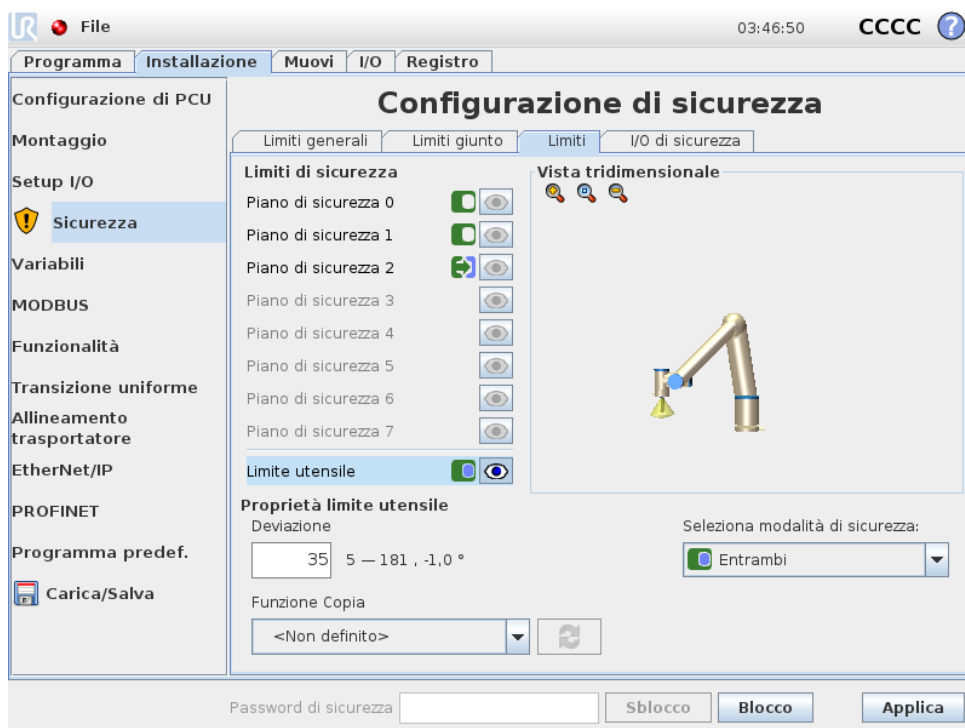 UR File 03:46:50 CCCC ?
Programma Installazione Muovi I/O Registro
Configurazione di PCU
Montaggio
Setup I/O
Sicurezza
Variabili
MODBUS
Funzionalità
Transizione uniforme
Allineamento
trasportatore
EtherNet/IP
PROFINET
Programma predef.
Carica/Salva
Configurazione di sicurezza
Limiti generali Limiti giunto Limiti I/O di sicurezza
Limiti di sicurezza
Piano di sicurezza 0
Piano di sicurezza 1
Piano di sicurezza 2
Piano di sicurezza 3
Piano di sicurezza 4
Piano di sicurezza 5
Piano di sicurezza 6
Piano di sicurezza 7
Limite utensile
Vista tridimensionale
Proprietà limite utensile
Deviazione
35 5 — 181 , -1,0 °
Seleziona modalità di sicurezza:
Entrambi
Funzione Copia
<Non definito>
Password di sicurezza Sblocco Blocco Applica